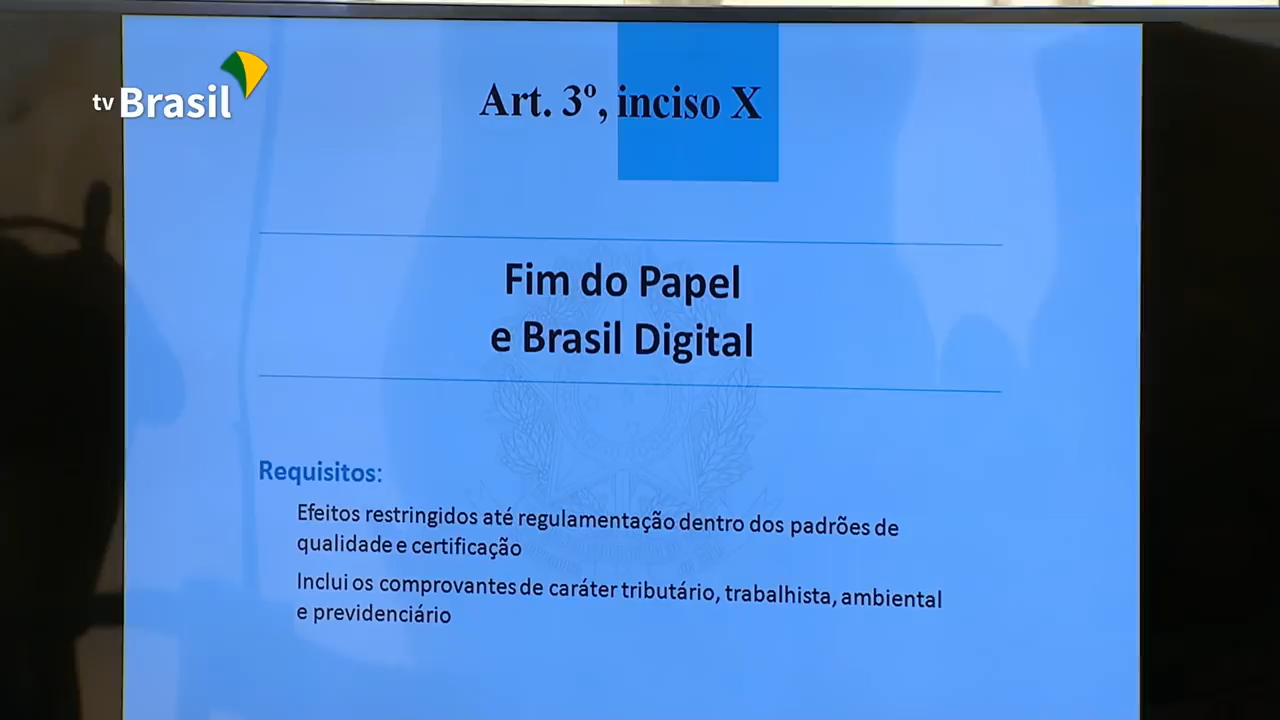 tv Brasil
Art. 3º, inciso X
Fim do Papel
e Brasil Digital
Requisitos:
Efeitos restringidos até regulamentação dentro dos padrões de
qualidade e certificação
Inclui os comprovantes de caráter tributário, trabalhista, ambiental
e previdenciário